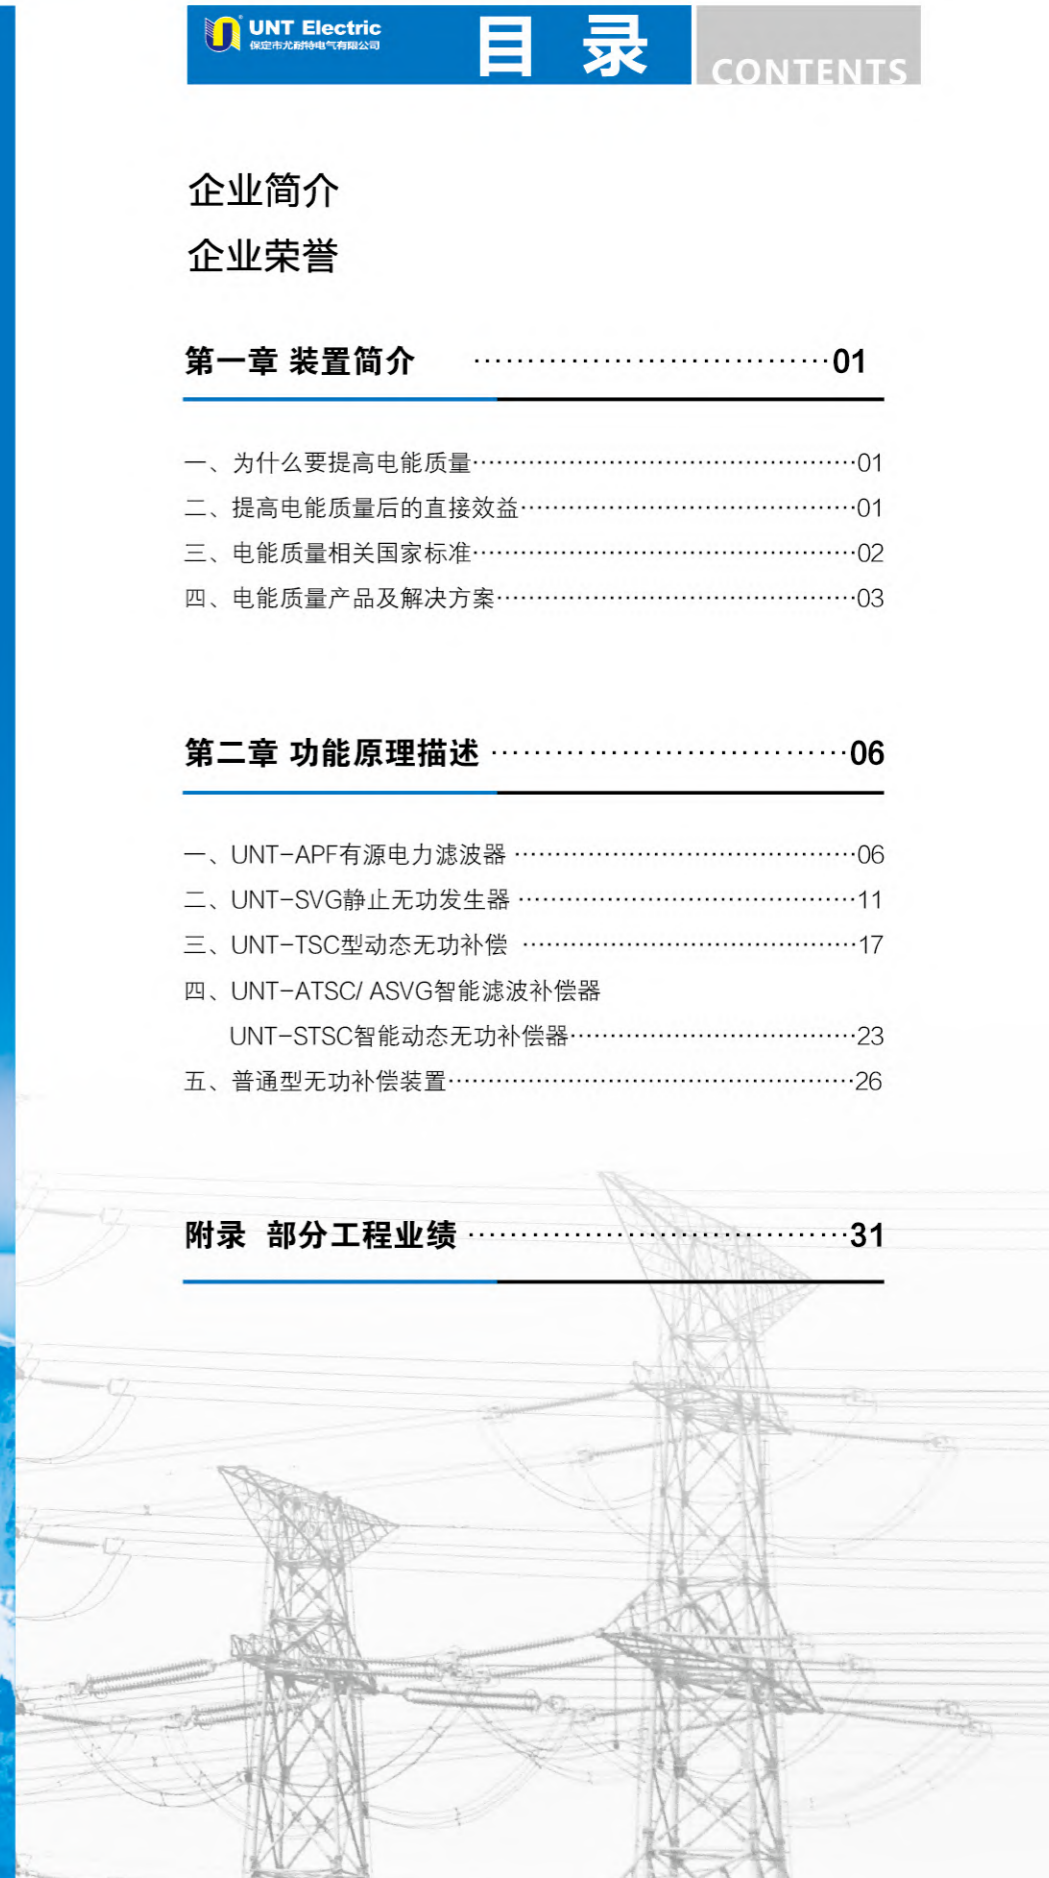 UNT Electric
保定市尤耐特电气有限公司
目 录
CONTENTS
企业简介
企业荣誉
第一章 装置简介 ································01
一、为什么要提高电能质量················································01
二、提高电能质量后的直接效益··········································01
三、电能质量相关国家标准················································02
四、电能质量产品及解决方案·············································03
第二章 功能原理描述 ································06
一、UNT-APF有源电力滤波器 ···········································06
二、UNT-SVG静止无功发生器 ··········································11
三、UNT-TSC型动态无功补偿 ··········································17
四、UNT-ATSC/ ASVG智能滤波补偿器
UNT-STSC智能动态无功补偿器····································23
五、普通型无功补偿装置···················································26
附录 部分工程业绩 ··································31